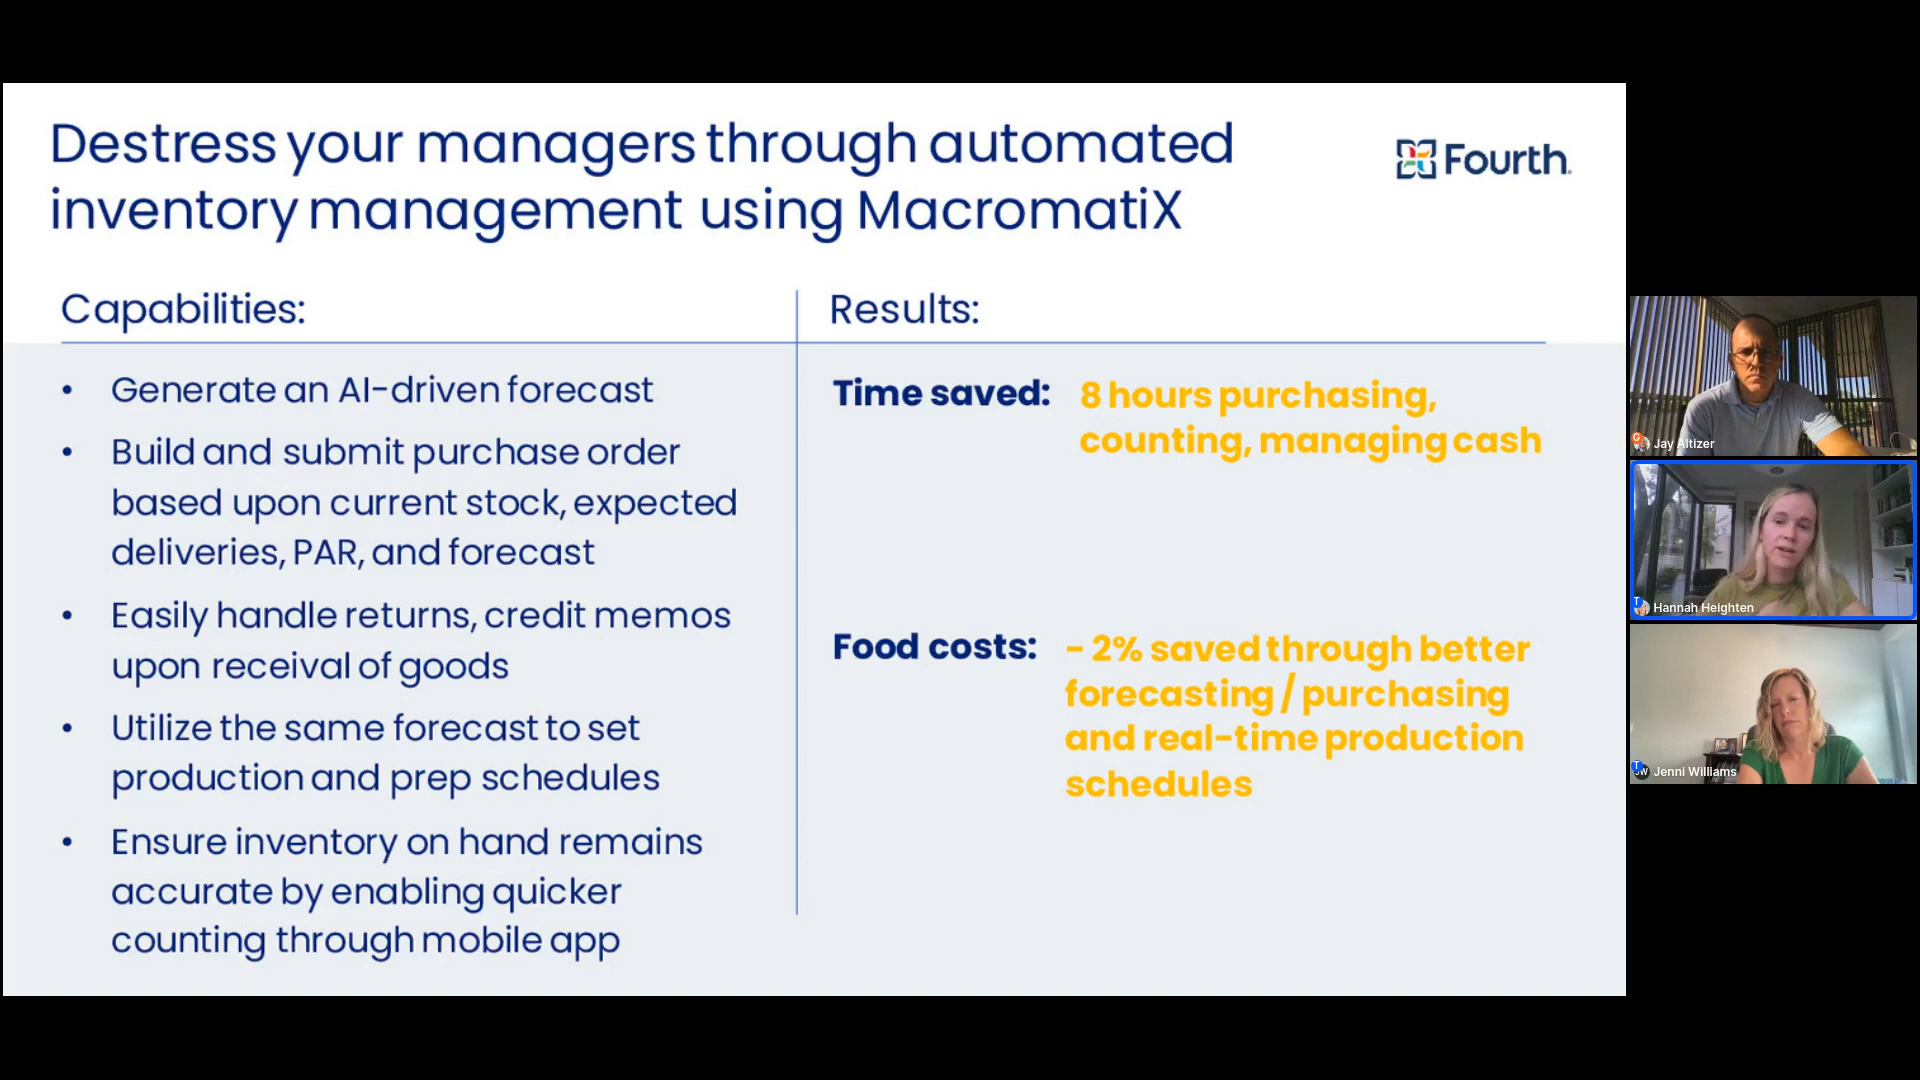 Destress your managers through automated
inventory management using MacromatiX
Fourth
Capabilities:
• Generate an AI-driven forecast
• Build and submit purchase order
based upon current stock, expected
deliveries, PAR, and forecast
• Easily handle returns, credit memos
upon receival of goods
• Utilize the same forecast to set
production and prep schedules
• Ensure inventory on hand remains
accurate by enabling quicker
counting through mobile app
Results:
Time saved: 8 hours purchasing,
counting, managing cash
Food costs: - 2% saved through better
forecasting / purchasing
and real-time production
schedules
Jay Altizer
Hannah Heighten
Jenni Williams